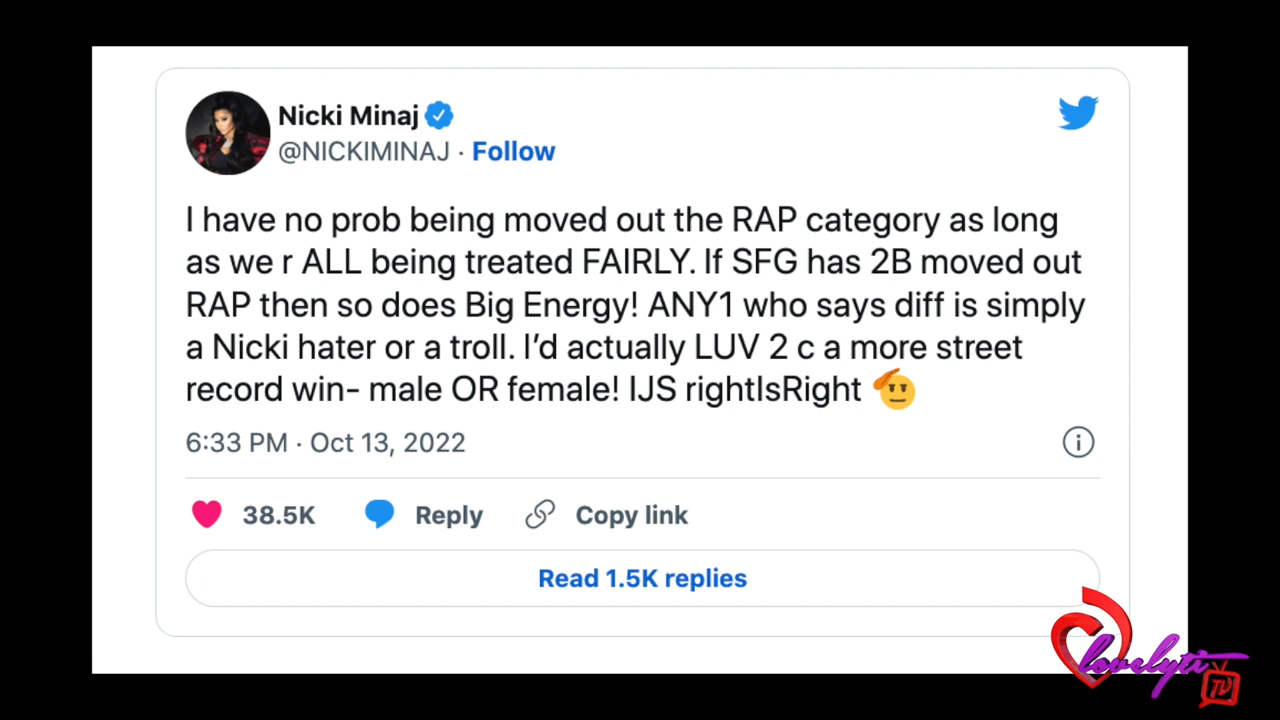 Nicki Minaj
@NICKIMINAJ · Follow
I have no prob being moved out the RAP category as long
as we r ALL being treated FAIRLY. If SFG has 2B moved out
RAP then so does Big Energy! ANY1 who says diff is simply
a Nicki hater or a troll. I’d actually LUV 2 c a more street
record win- male OR female! IJS rightIsRight 🫡
6:33 PM · Oct 13, 2022
38.5K Reply Copy link
Read 1.5K replies
lovelyti
TV